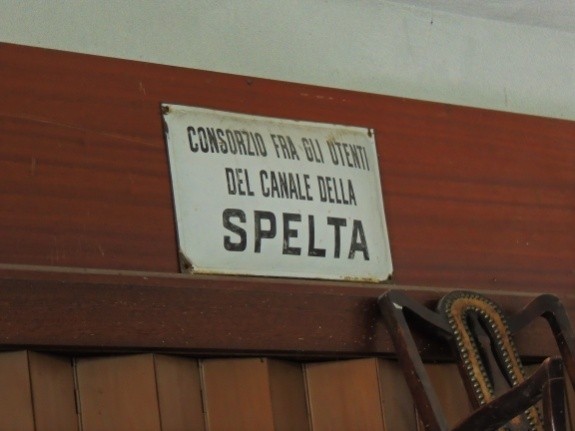 CONSORZIO FRA GLI UTENTI
DEL CANALE DELLA
SPELTA